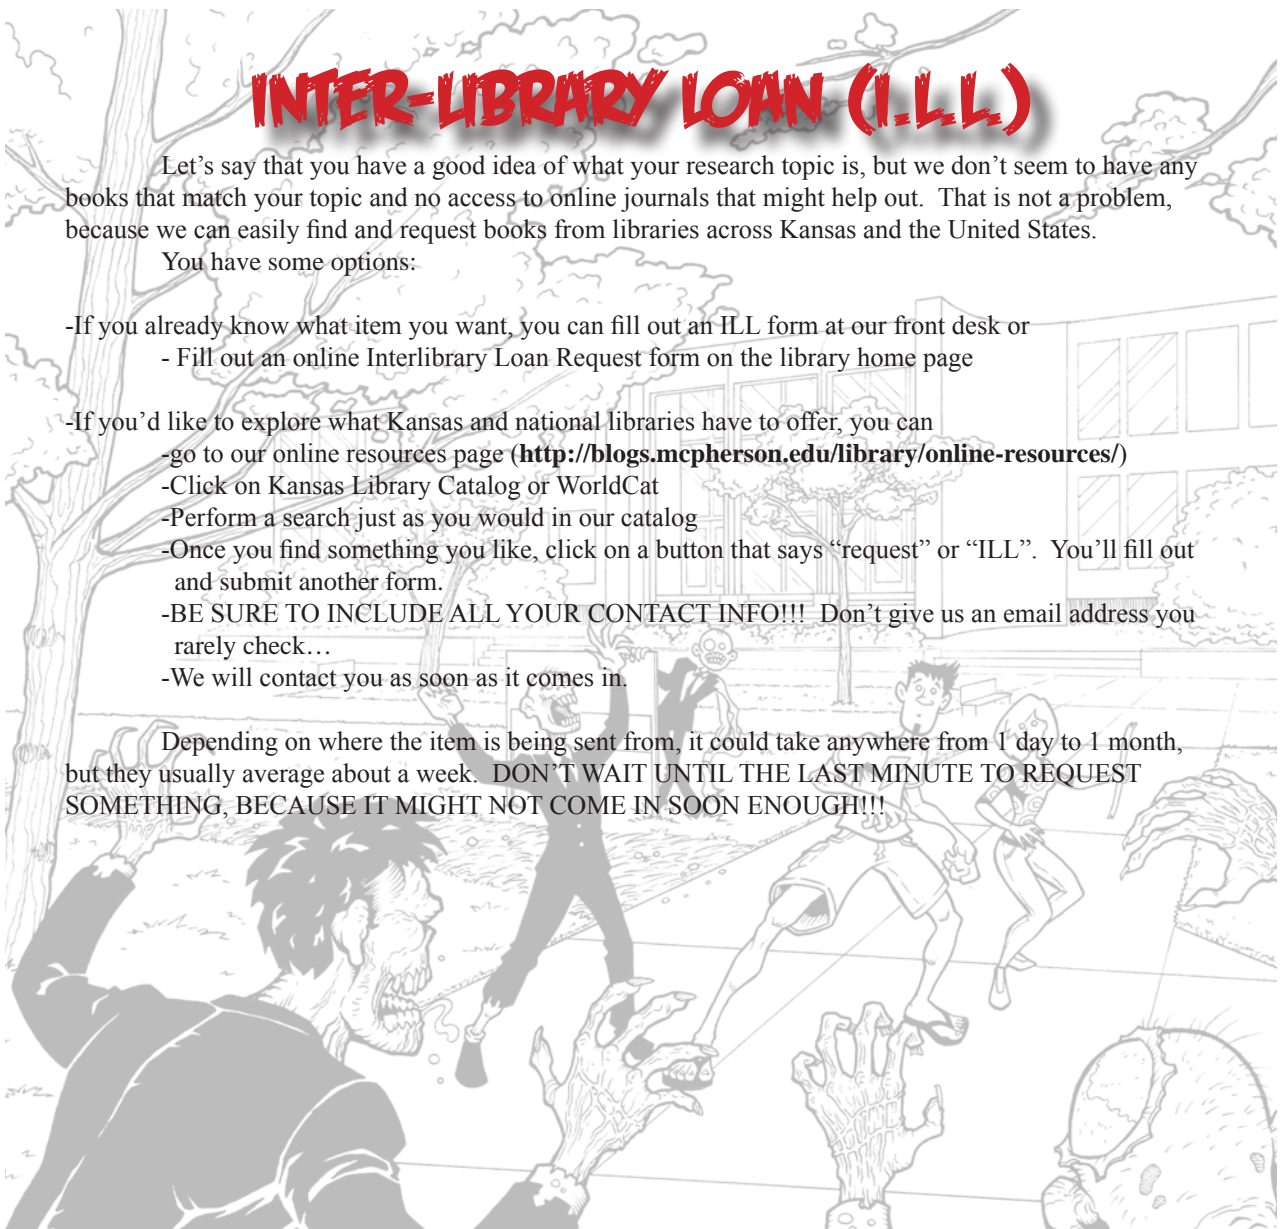 INTER-LIBRARY LOAN (I.L.L.)
Let’s say that you have a good idea of what your research topic is, but we don’t seem to have any
books that match your topic and no access to online journals that might help out.  That is not a problem,
because we can easily find and request books from libraries across Kansas and the United States.
You have some options:
-If you already know what item you want, you can fill out an ILL form at our front desk or
- Fill out an online Interlibrary Loan Request form on the library home page
-If you’d like to explore what Kansas and national libraries have to offer, you can
-go to our online resources page (http://blogs.mcpherson.edu/library/online-resources/)
-Click on Kansas Library Catalog or WorldCat
-Perform a search just as you would in our catalog
-Once you find something you like, click on a button that says “request” or “ILL”.  You’ll fill out
and submit another form.
-BE SURE TO INCLUDE ALL YOUR CONTACT INFO!!!  Don’t give us an email address you
rarely check…
-We will contact you as soon as it comes in.
Depending on where the item is being sent from, it could take anywhere from 1 day to 1 month,
but they usually average about a week.  DON’T WAIT UNTIL THE LAST MINUTE TO REQUEST
SOMETHING, BECAUSE IT MIGHT NOT COME IN SOON ENOUGH!!!